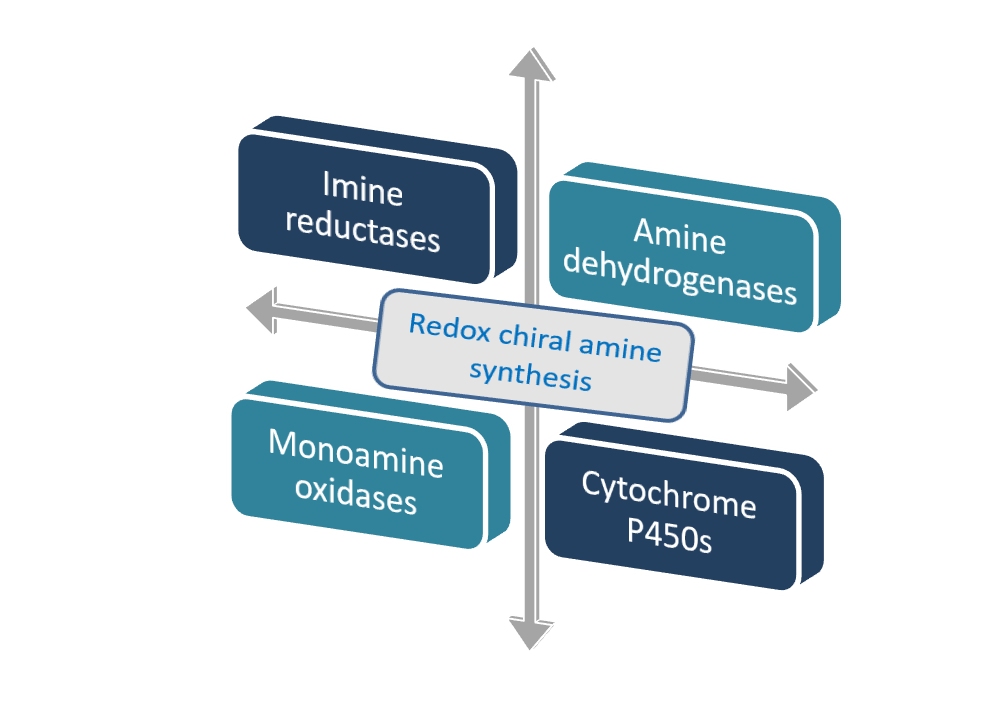 Imine
reductases
Amine
dehydrogenases
Redox chiral amine
synthesis
Monoamine
oxidases
Cytochrome
P450s